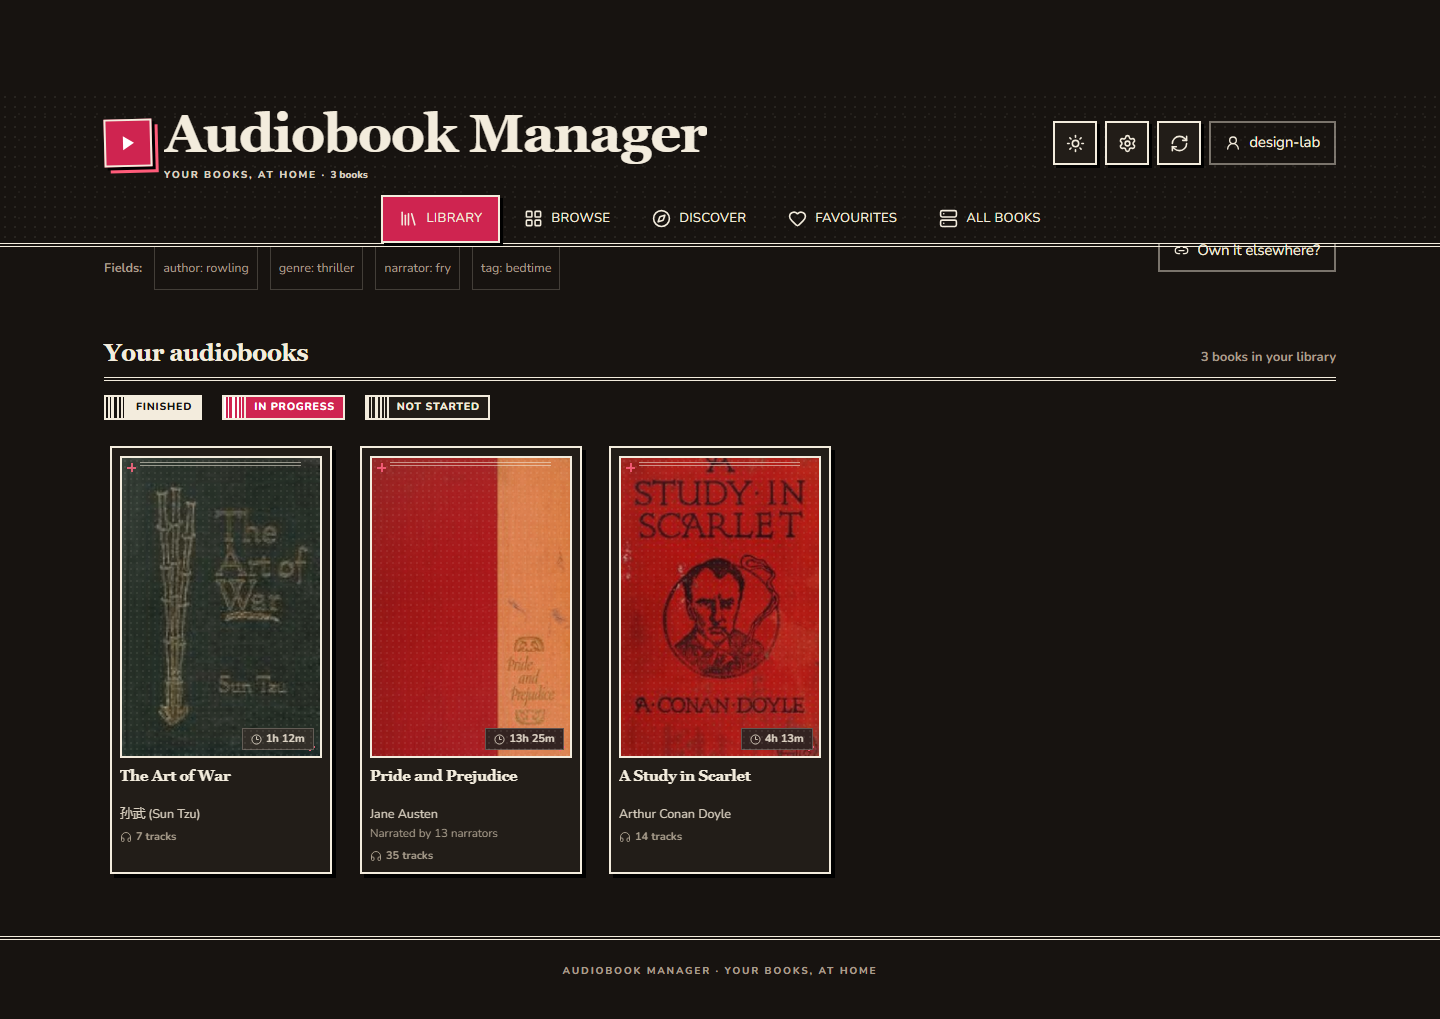 Audiobook Manager
YOUR BOOKS, AT HOME · 3 books
design-lab
LIBRARY
BROWSE
DISCOVER
FAVOURITES
ALL BOOKS
Fields:
author: rowling
genre: thriller
narrator: fry
tag: bedtime
Own it elsewhere?
Your audiobooks
3 books in your library
FINISHED
IN PROGRESS
NOT STARTED
The
Art of
War
Sun Tzu
1h 12m
The Art of War
孙武 (Sun Tzu)
7 tracks
Pride
and
Prejudice
13h 25m
Pride and Prejudice
Jane Austen
Narrated by 13 narrators
35 tracks
A
STUDY·IN
SCARLET
A·CONAN·DOYLE
4h 13m
A Study in Scarlet
Arthur Conan Doyle
14 tracks
AUDIOBOOK MANAGER · YOUR BOOKS, AT HOME